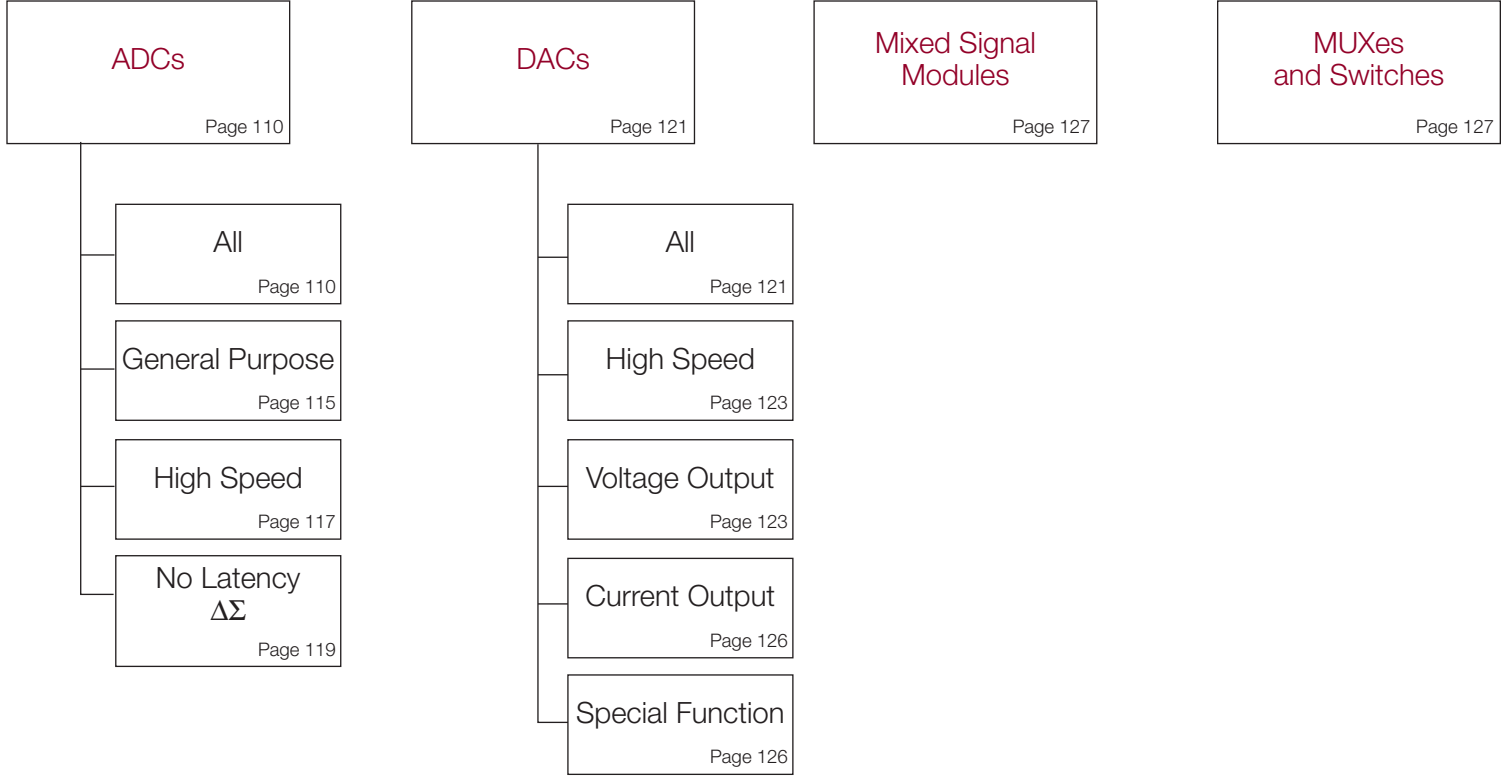 ADCs
Page 110
All
Page 110
General Purpose
Page 115
High Speed
Page 117
No Latency
ΔΣ
Page 119
DACs
Page 121
All
Page 121
High Speed
Page 123
Voltage Output
Page 123
Current Output
Page 126
Special Function
Page 126
Mixed Signal
Modules
Page 127
MUXes
and Switches
Page 127